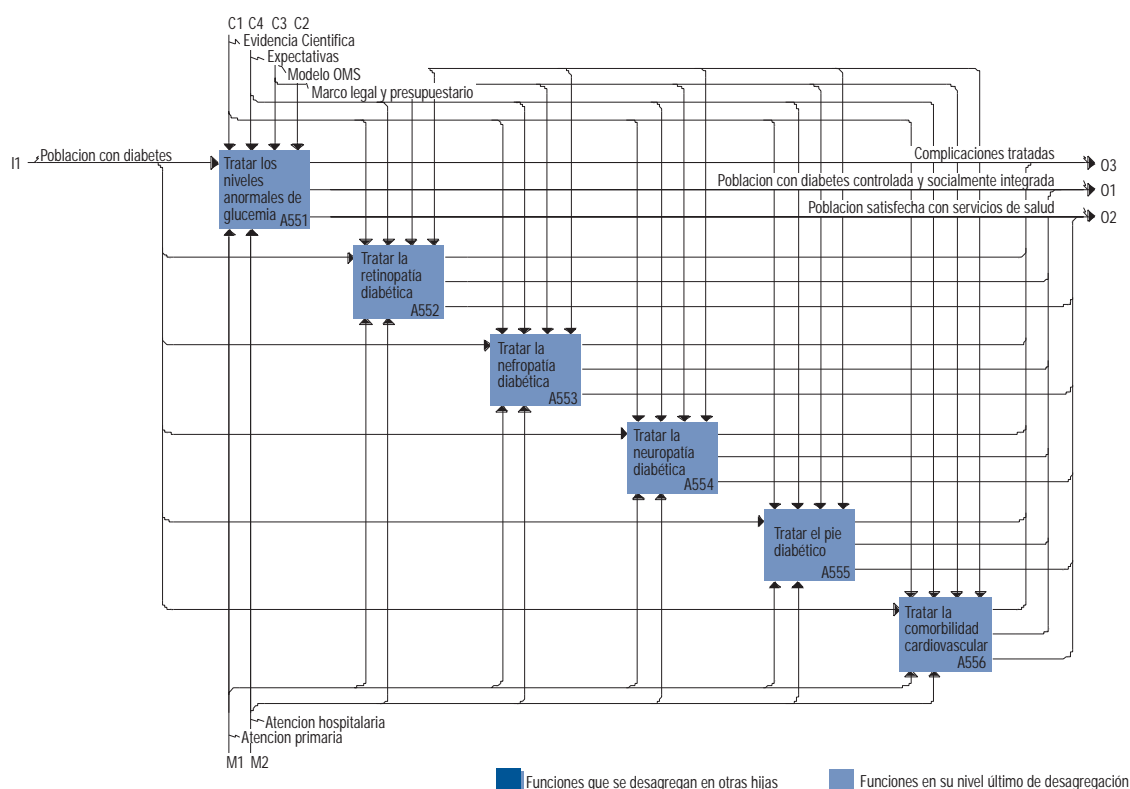 C1 C4 C3 C2
Evidencia Cientifica
Expectativas
Modelo OMS
Marco legal y presupuestario
I1
Poblacion con diabetes
Tratar los
niveles
anormales de
glucemia
A551
Complicaciones tratadas
O3
Poblacion con diabetes controlada y socialmente integrada
O1
Poblacion satisfecha con servicios de salud
O2
Tratar la
retinopatía
diabética
A552
Tratar la
nefropatía
diabética
A553
Tratar la
neuropatía
diabética
A554
Tratar el pie
diabético
A555
Tratar la
comorbilidad
cardiovascular
A556
Atencion hospitalaria
Atencion primaria
M1 M2
Funciones que se desagregan en otras hijas
Funciones en su nivel último de desagregación